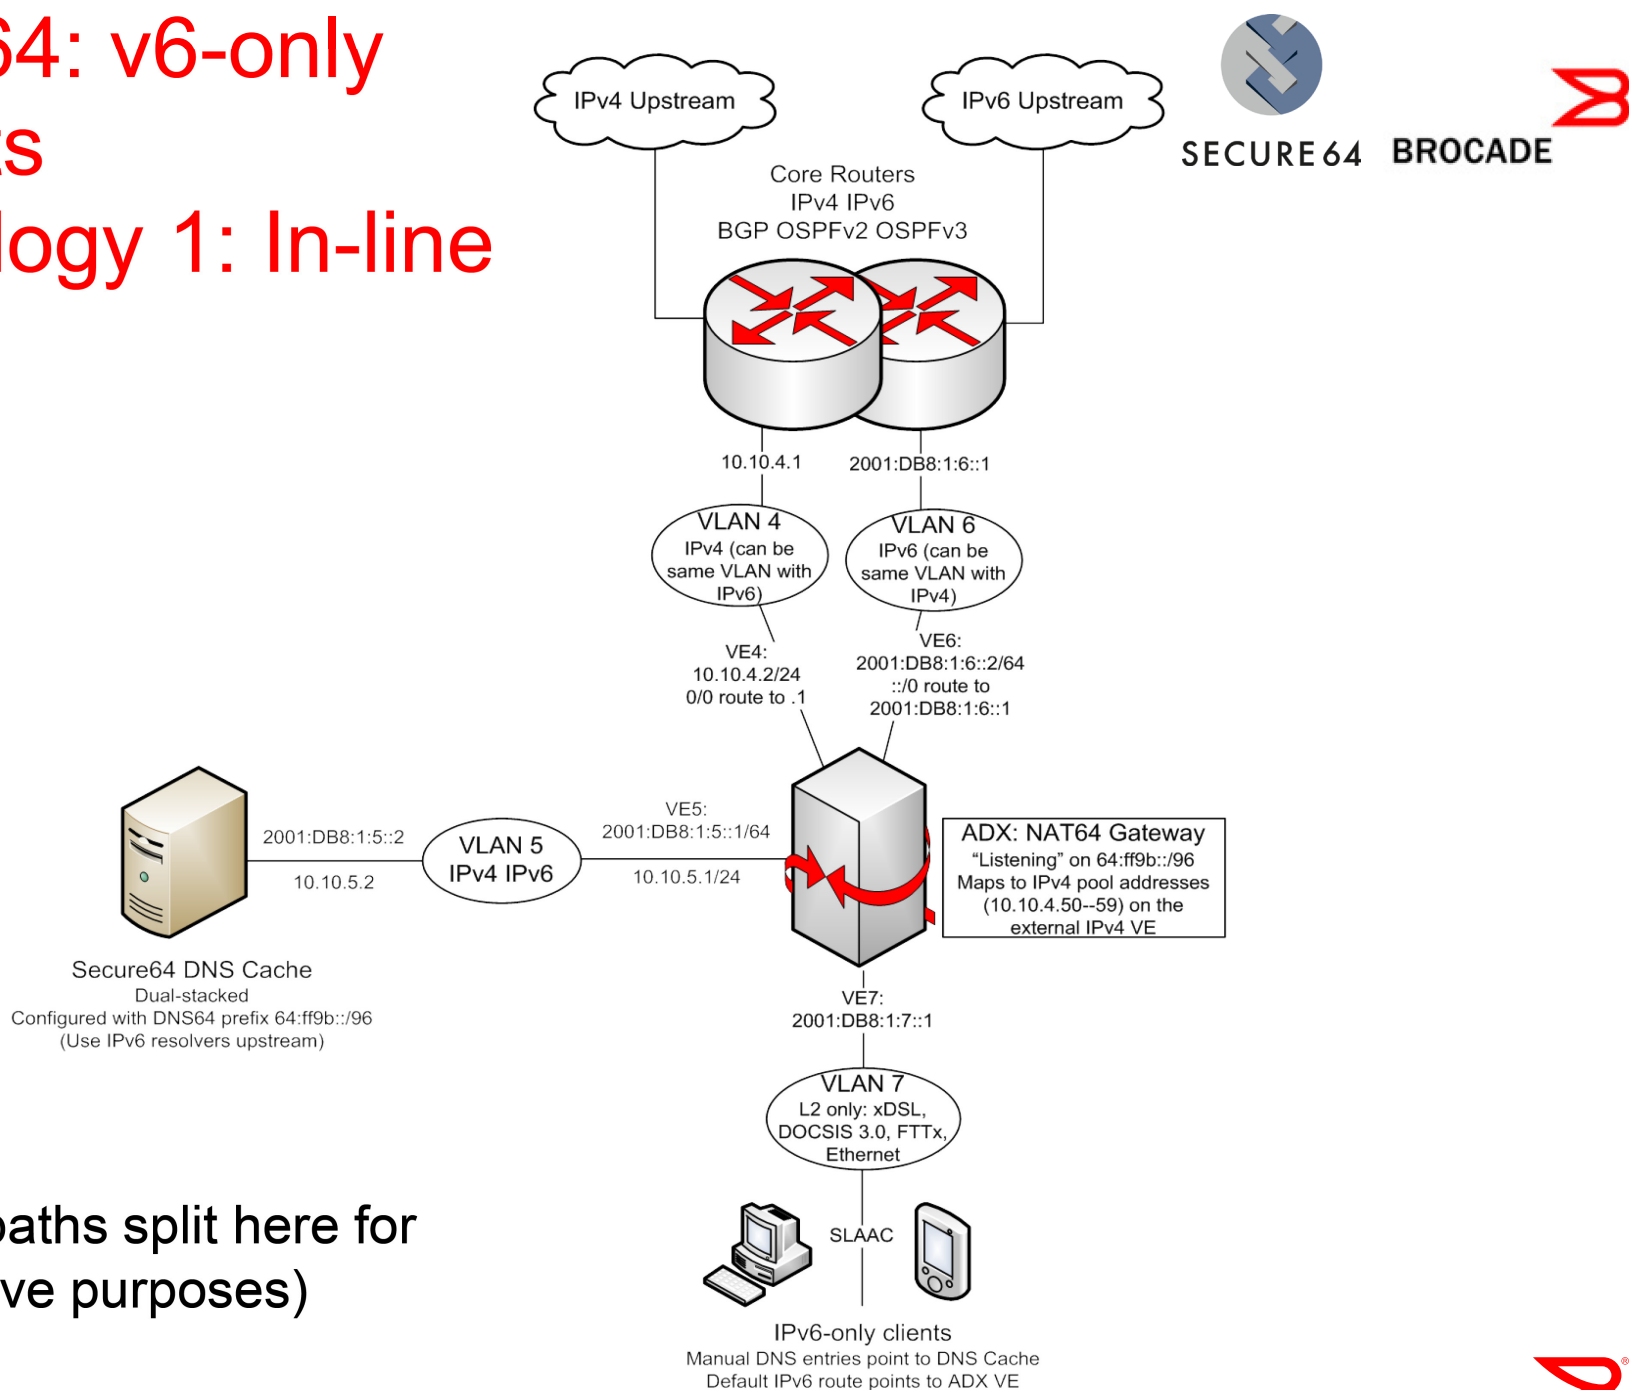 64: v6-only
ts
logy 1: In-line
IPv4 Upstream
IPv6 Upstream
SECURE64
BROCADE
Core Routers
IPv4 IPv6
BGP OSPFv2 OSPFv3
10.10.4.1
2001:DB8:1:6::1
VLAN 4
IPv4 (can be
same VLAN with
IPv6)
VLAN 6
IPv6 (can be
same VLAN with
IPv4)
VE4:
10.10.4.2/24
0/0 route to .1
VE6:
2001:DB8:1:6::2/64
::/0 route to
2001:DB8:1:6::1
2001:DB8:1:5::2
10.10.5.2
VLAN 5
IPv4 IPv6
VE5:
2001:DB8:1:5::1/64
10.10.5.1/24
ADX: NAT64 Gateway
“Listening” on 64:ff9b::/96
Maps to IPv4 pool addresses
(10.10.4.50--59) on the
external IPv4 VE
Secure64 DNS Cache
Dual-stacked
Configured with DNS64 prefix 64:ff9b::/96
(Use IPv6 resolvers upstream)
VE7:
2001:DB8:1:7::1
VLAN 7
L2 only: xDSL,
DOCSIS 3.0, FTTx,
Ethernet
SLAAC
paths split here for
ve purposes)
IPv6-only clients
Manual DNS entries point to DNS Cache
Default IPv6 route points to ADX VE
®